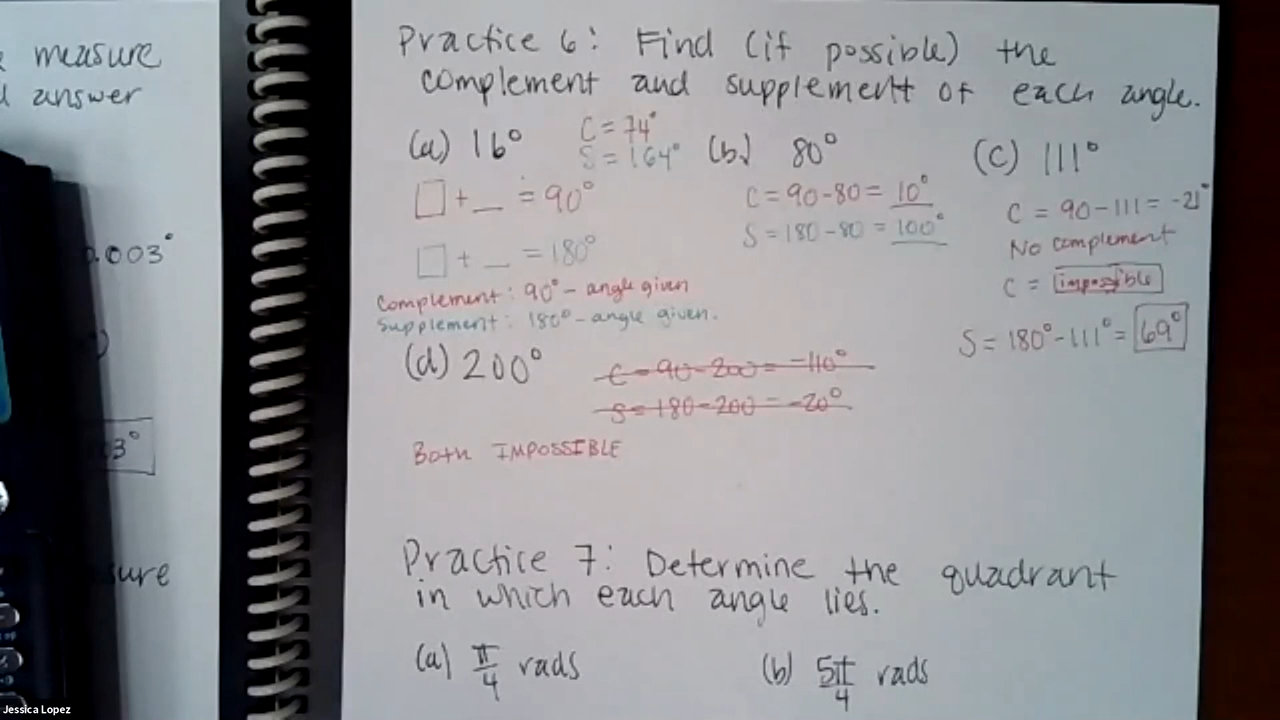 measure
answer
0.003°
3°
sure
Practice 6: Find (if possible) the
complement and supplement of each angle.
(a) 16°
C = 74°
S = 164°
□ + __ = 90°
□ + __ = 180°
Complement: 90° - angle given
Supplement: 180° - angle given.
(b) 80°
C = 90-80 = 10°
S = 180-80 = 100°
(c) 111°
C = 90-111 = -21°
No complement
C = impossible
S = 180°-111° = 69°
(d) 200°
C = 90-200 = -110°
S = 180-200 = -20°
Both IMPOSSIBLE
Practice 7: Determine the quadrant
in which each angle lies.
(a) π/4 rads
(b) 5π/4 rads
Jessica Lopez